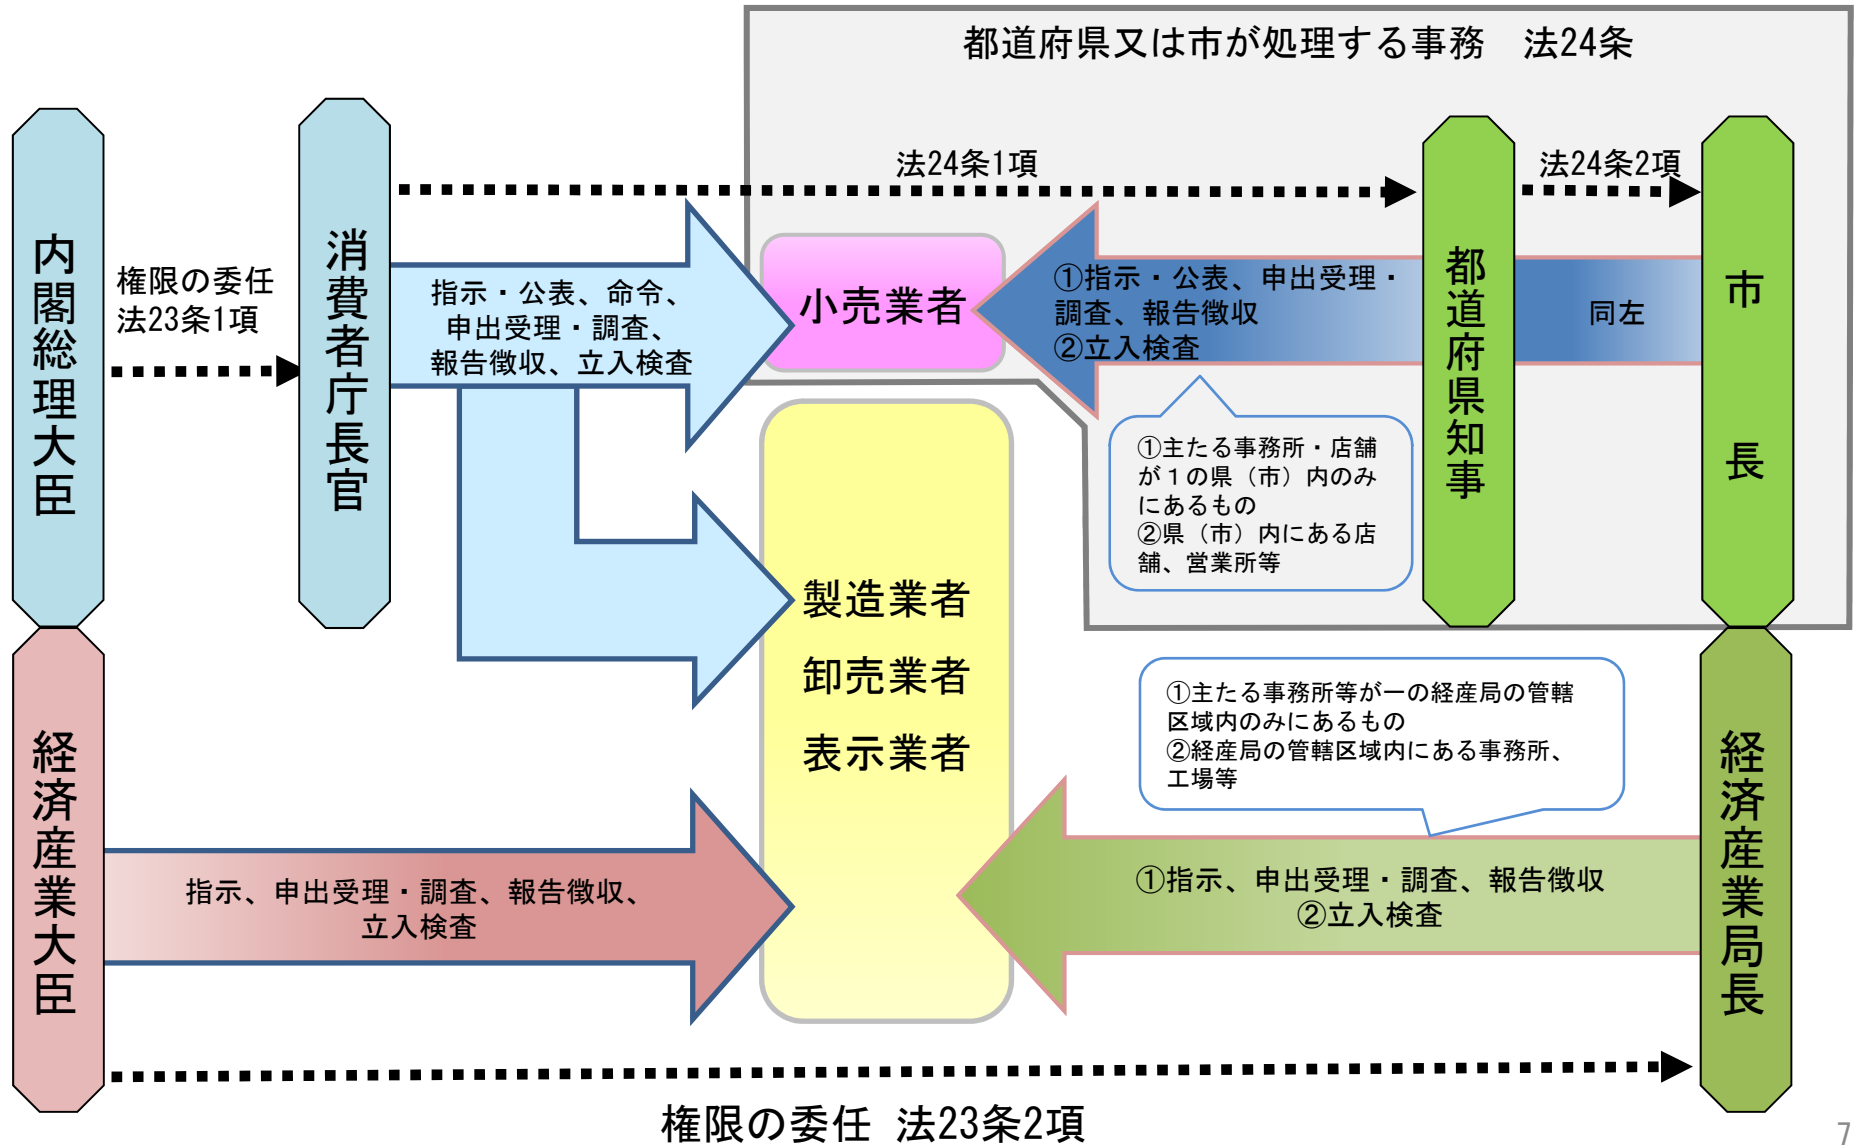 都道府県又は市が処理する事務　法24条
法24条1項
法24条2項
内閣総理大臣
権限の委任
法23条1項
消費者庁長官
指示・公表、命令、
申出受理・調査、
報告徴収、立入検査
小売業者
①指示・公表、申出受理・
調査、報告徴収
②立入検査
都道府県知事
同左
市長
①主たる事務所・店舗
が１の県（市）内のみ
にあるもの
②県（市）内にある店
舗、営業所等
製造業者
卸売業者
表示業者
①主たる事務所等が一の経産局の管轄
区域内のみにあるもの
②経産局の管轄区域内にある事務所、
工場等
経済産業大臣
指示、申出受理・調査、報告徴収、
立入検査
①指示、申出受理・調査、報告徴収
②立入検査
経済産業局長
権限の委任 法23条2項
7